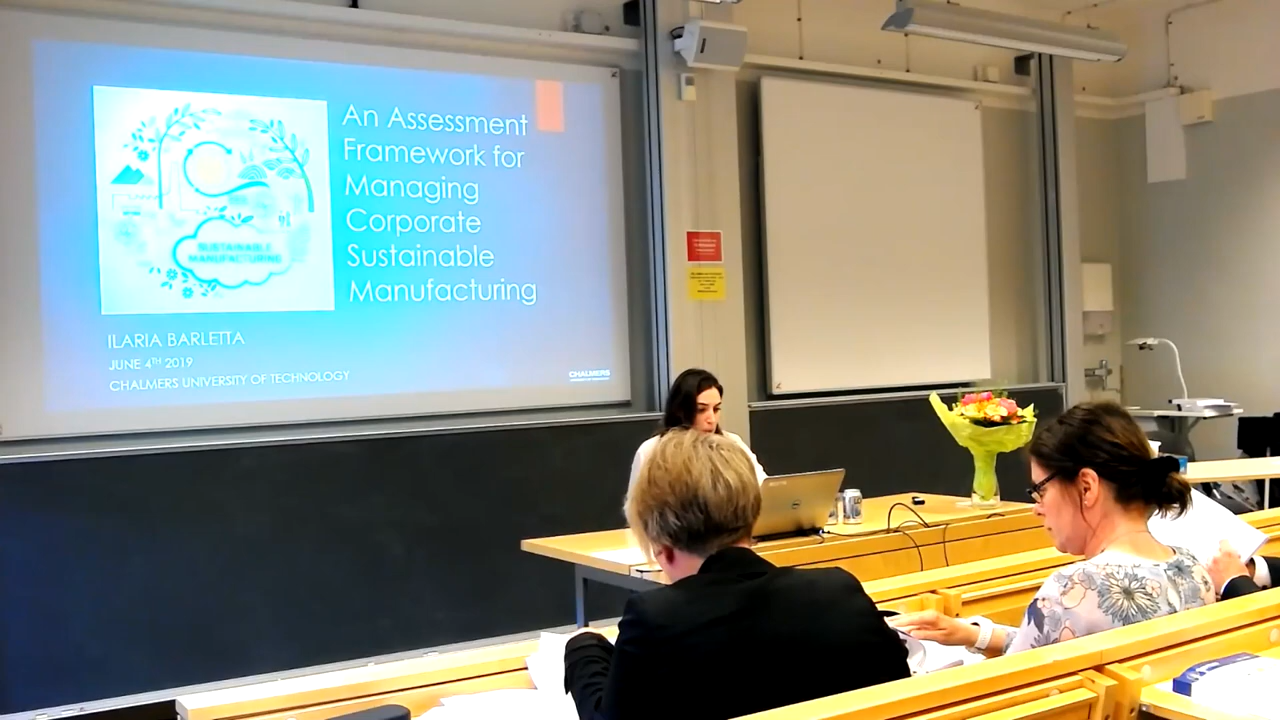 An Assessment
Framework for
Managing
Corporate
Sustainable
Manufacturing
SUSTAINABLE
MANUFACTURING
ILARIA BARLETTA
JUNE 4TH 2019
CHALMERS UNIVERSITY OF TECHNOLOGY
CHALMERS